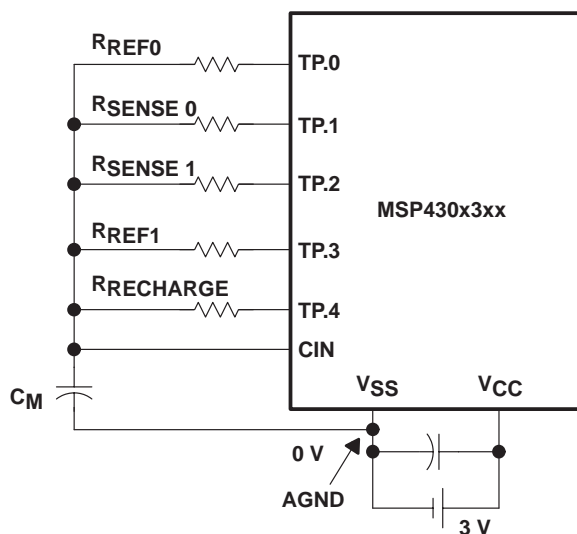 RREF0
TP.0
RSENSE 0
TP.1
RSENSE 1
TP.2
MSP430x3xx
RREF1
TP.3
RRECHARGE
TP.4
CIN
CM
VSS
VCC
0 V
AGND
3 V